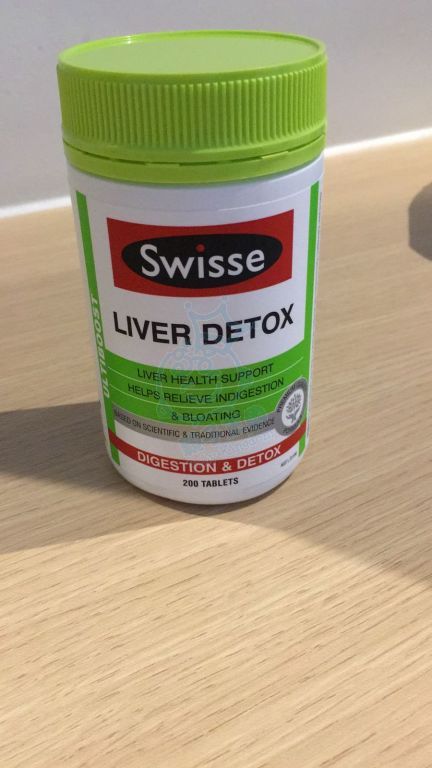 Swisse
LIVER DETOX
ULTIBOOST
LIVER HEALTH SUPPORT
HELPS RELIEVE INDIGESTION
& BLOATING
BASED ON SCIENTIFIC & TRADITIONAL EVIDENCE
DIGESTION & DETOX
200 TABLETS